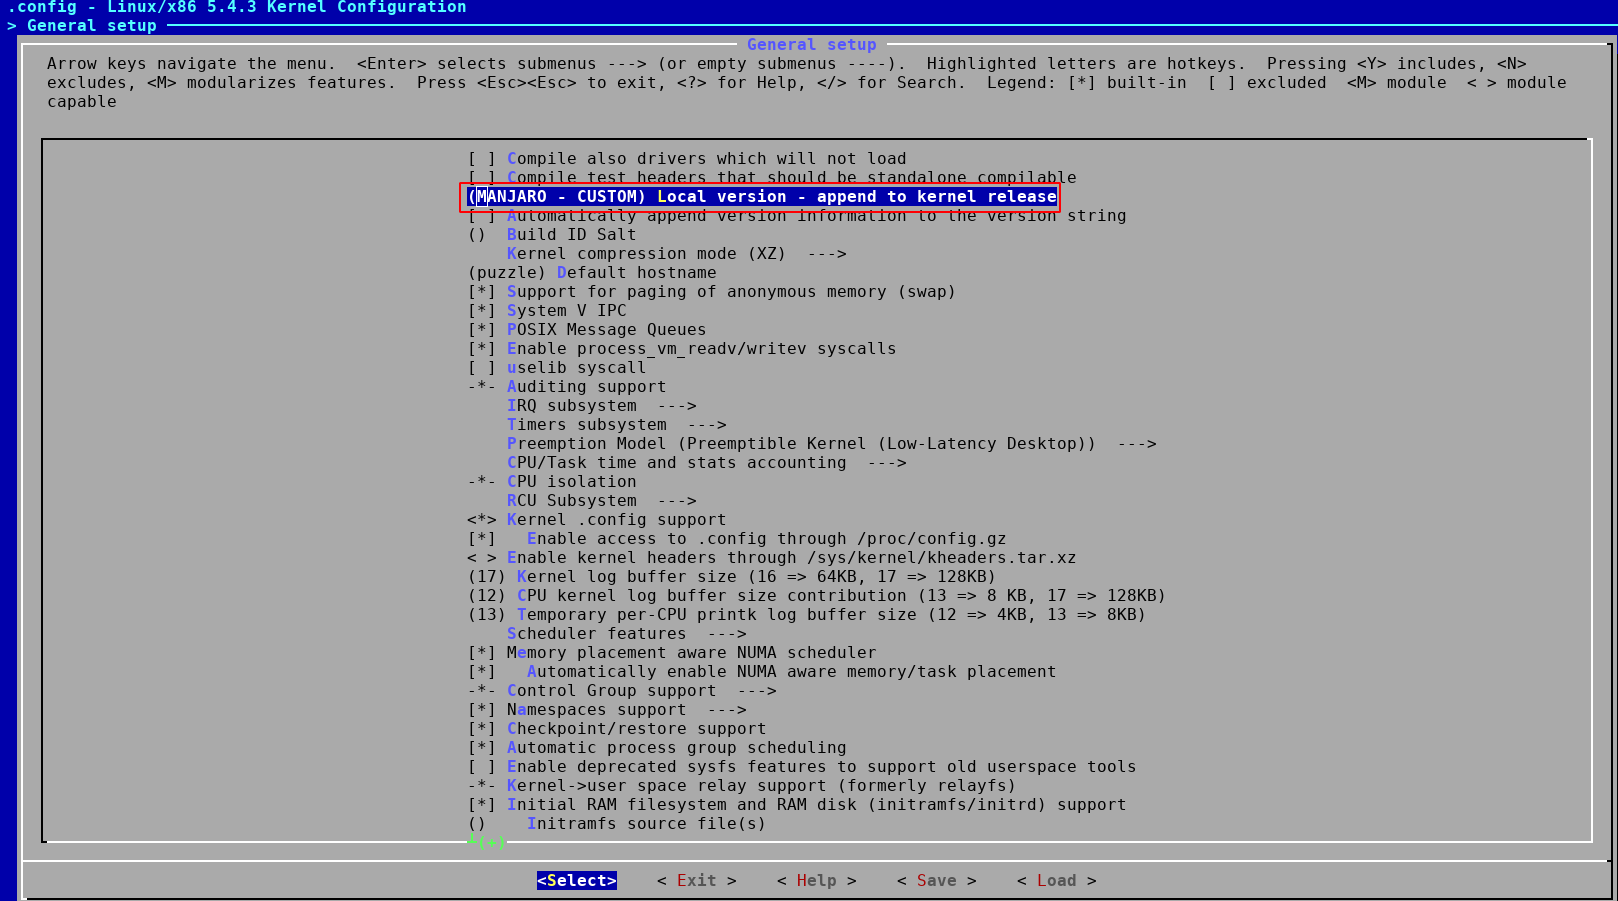 .config - Linux/x86 5.4.3 Kernel Configuration
> General setup
General setup
Arrow keys navigate the menu.  <Enter> selects submenus ---> (or empty submenus ----).  Highlighted letters are hotkeys.  Pressing <Y> includes, <N>
excludes, <M> modularizes features.  Press <Esc><Esc> to exit, <?> for Help, </> for Search.  Legend: [*] built-in  [ ] excluded  <M> module  < > module
capable
[ ] Compile also drivers which will not load
[ ] Compile test headers that should be standalone compilable
(MANJARO - CUSTOM) Local version - append to kernel release
[ ] Automatically append version information to the version string
()  Build ID Salt
    Kernel compression mode (XZ)  --->
(puzzle) Default hostname
[*] Support for paging of anonymous memory (swap)
[*] System V IPC
[*] POSIX Message Queues
[*] Enable process_vm_readv/writev syscalls
[ ] uselib syscall
-*- Auditing support
    IRQ subsystem  --->
    Timers subsystem  --->
    Preemption Model (Preemptible Kernel (Low-Latency Desktop))  --->
    CPU/Task time and stats accounting  --->
-*- CPU isolation
    RCU Subsystem  --->
<*> Kernel .config support
[*]   Enable access to .config through /proc/config.gz
< > Enable kernel headers through /sys/kernel/kheaders.tar.xz
(17) Kernel log buffer size (16 => 64KB, 17 => 128KB)
(12) CPU kernel log buffer size contribution (13 => 8 KB, 17 => 128KB)
(13) Temporary per-CPU printk log buffer size (12 => 4KB, 13 => 8KB)
    Scheduler features  --->
[*] Memory placement aware NUMA scheduler
[*]   Automatically enable NUMA aware memory/task placement
-*- Control Group support  --->
[*] Namespaces support  --->
[*] Checkpoint/restore support
[*] Automatic process group scheduling
[ ] Enable deprecated sysfs features to support old userspace tools
-*- Kernel->user space relay support (formerly relayfs)
[*] Initial RAM filesystem and RAM disk (initramfs/initrd) support
()    Initramfs source file(s)
┴(+)
<Select>    < Exit >    < Help >    < Save >    < Load >